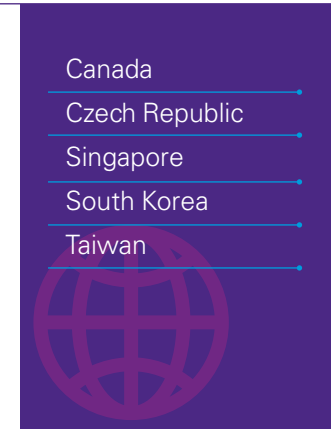 Canada
Czech Republic
Singapore
South Korea
Taiwan